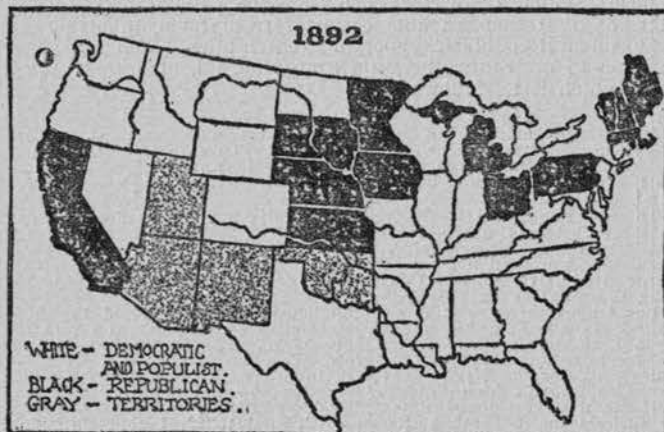 1892
WHITE - DEMOCRATIC
AND POPULIST.
BLACK - REPUBLICAN.
GRAY - TERRITORIES.